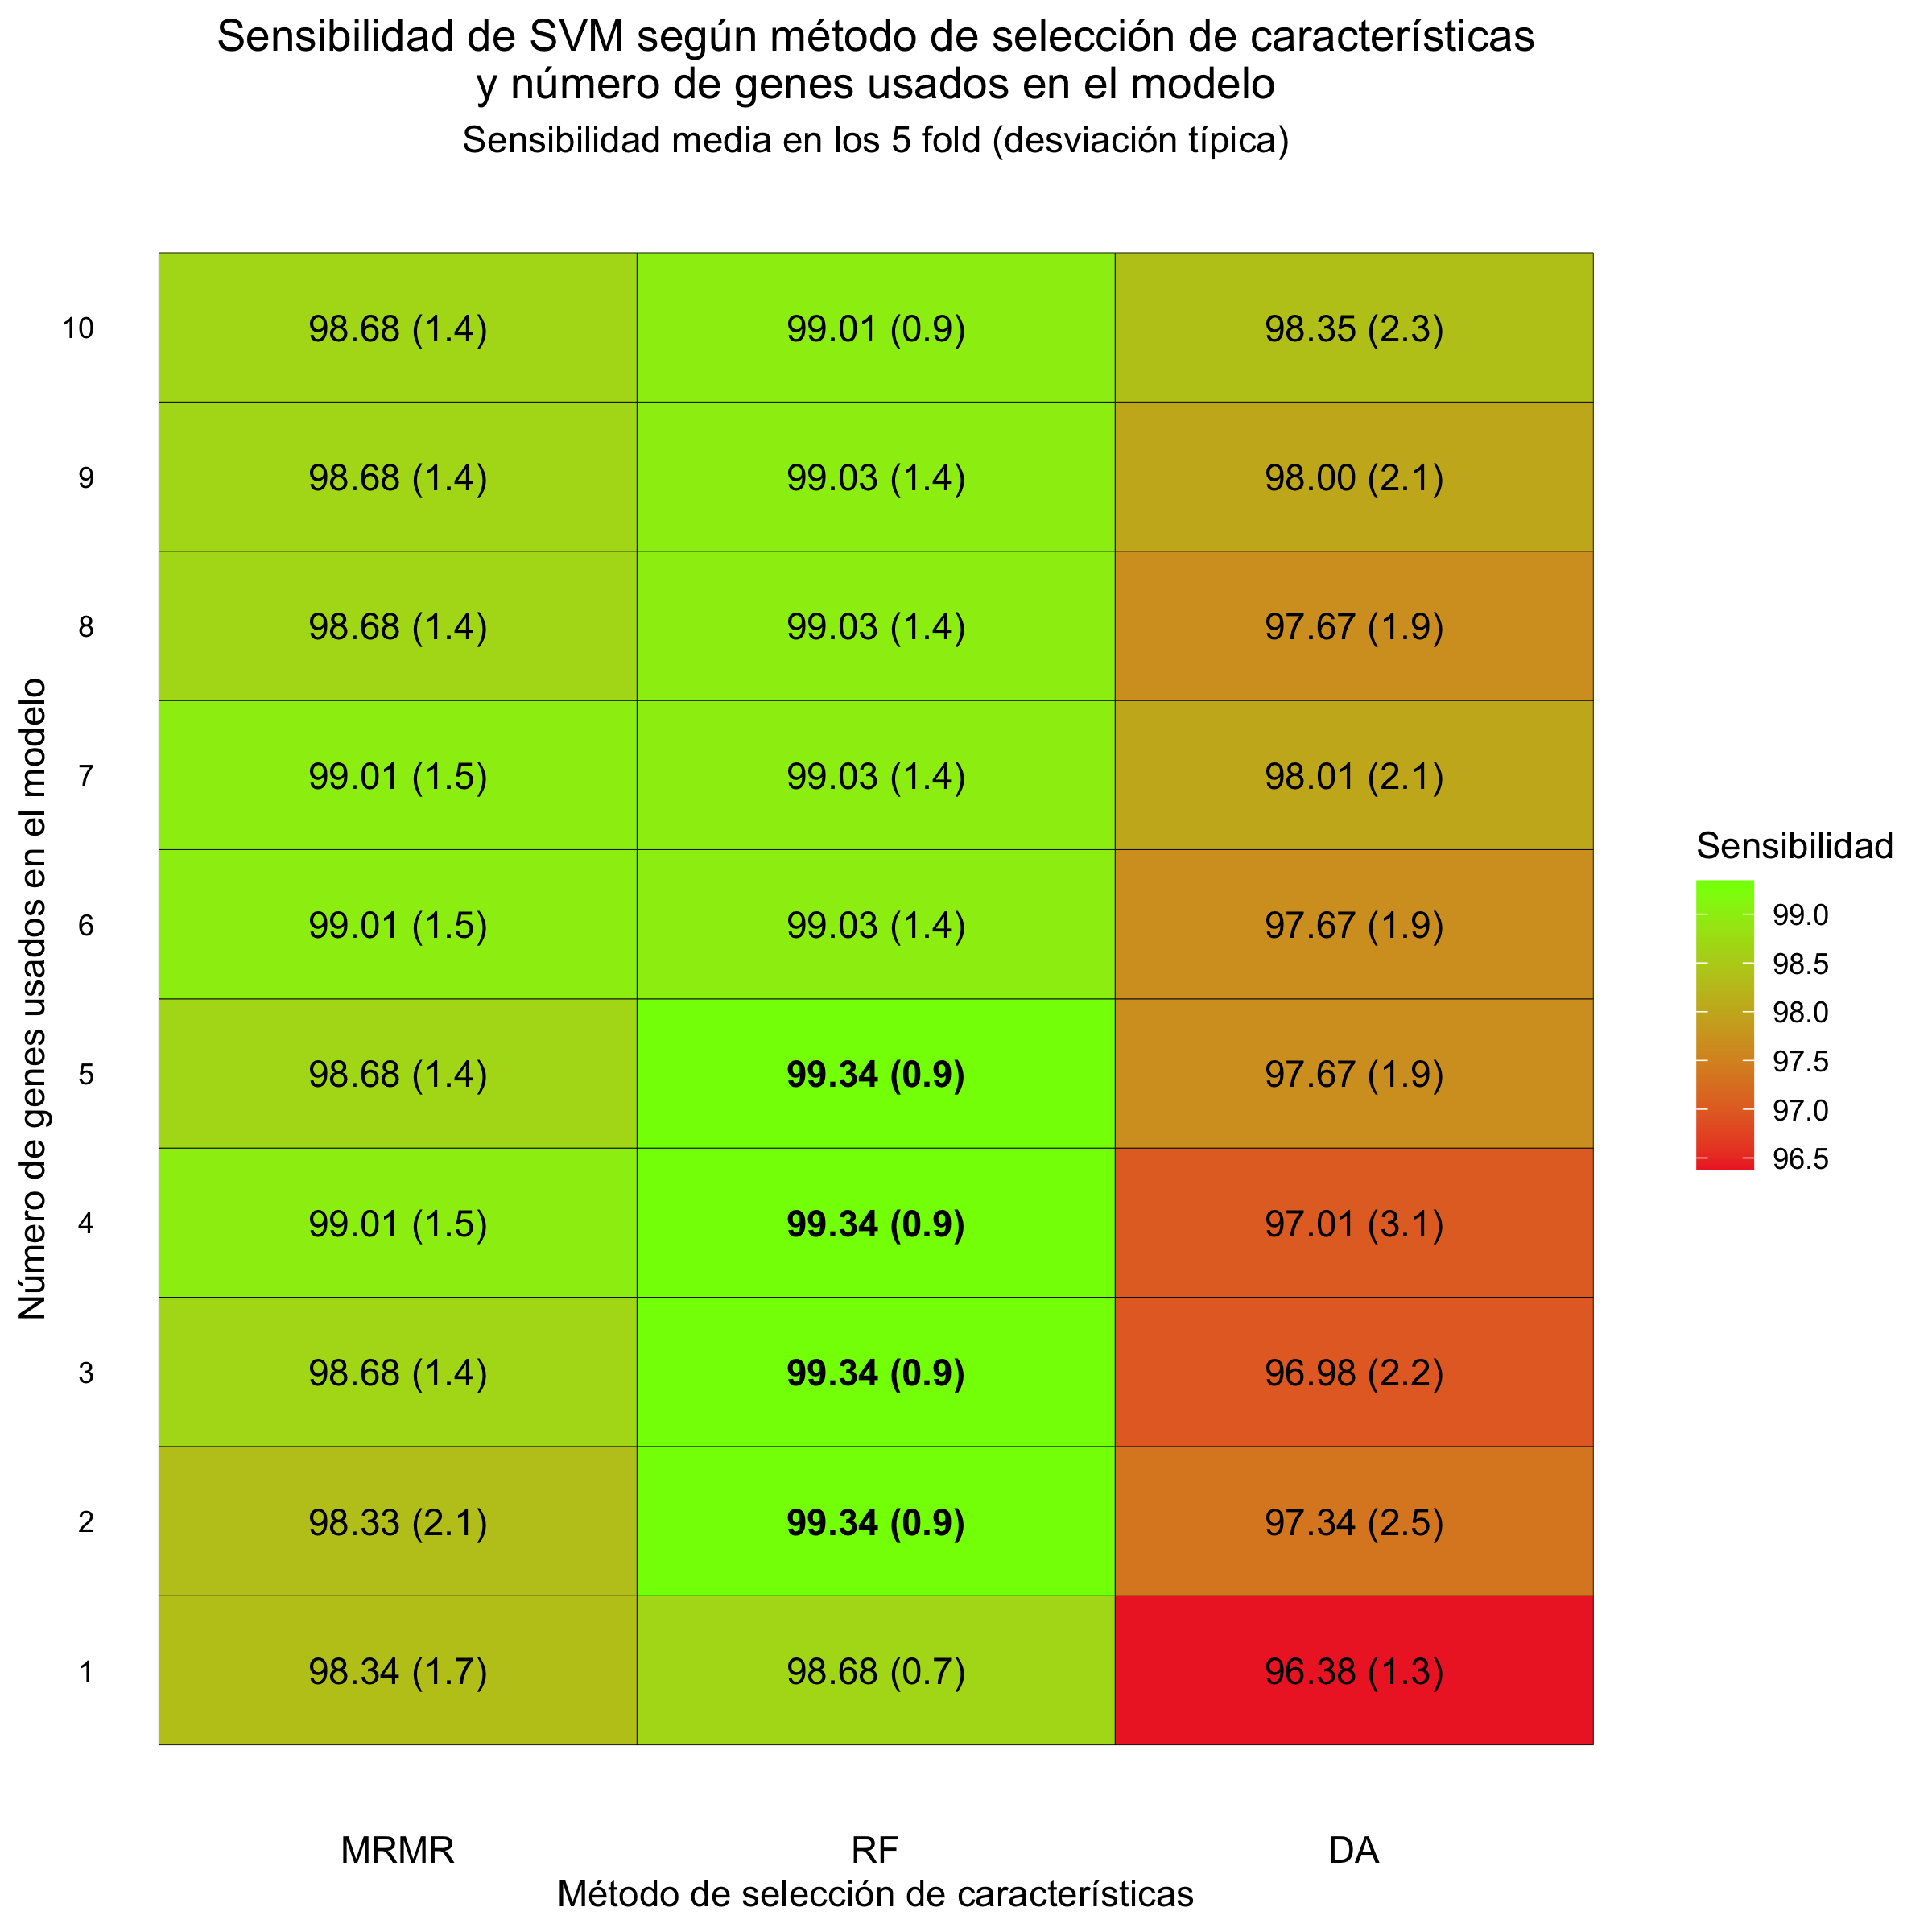 Sensibilidad de SVM según método de selección de características
y número de genes usados en el modelo
Sensibilidad media en los 5 fold (desviación típica)
Número de genes usados en el modelo
10 98.68 (1.4) 99.01 (0.9) 98.35 (2.3)
9 98.68 (1.4) 99.03 (1.4) 98.00 (2.1)
8 98.68 (1.4) 99.03 (1.4) 97.67 (1.9)
7 99.01 (1.5) 99.03 (1.4) 98.01 (2.1)
6 99.01 (1.5) 99.03 (1.4) 97.67 (1.9)
5 98.68 (1.4) 99.34 (0.9) 97.67 (1.9)
4 99.01 (1.5) 99.34 (0.9) 97.01 (3.1)
3 98.68 (1.4) 99.34 (0.9) 96.98 (2.2)
2 98.33 (2.1) 99.34 (0.9) 97.34 (2.5)
1 98.34 (1.7) 98.68 (0.7) 96.38 (1.3)
MRMR RF DA
Método de selección de características
Sensibilidad
99.0
98.5
98.0
97.5
97.0
96.5